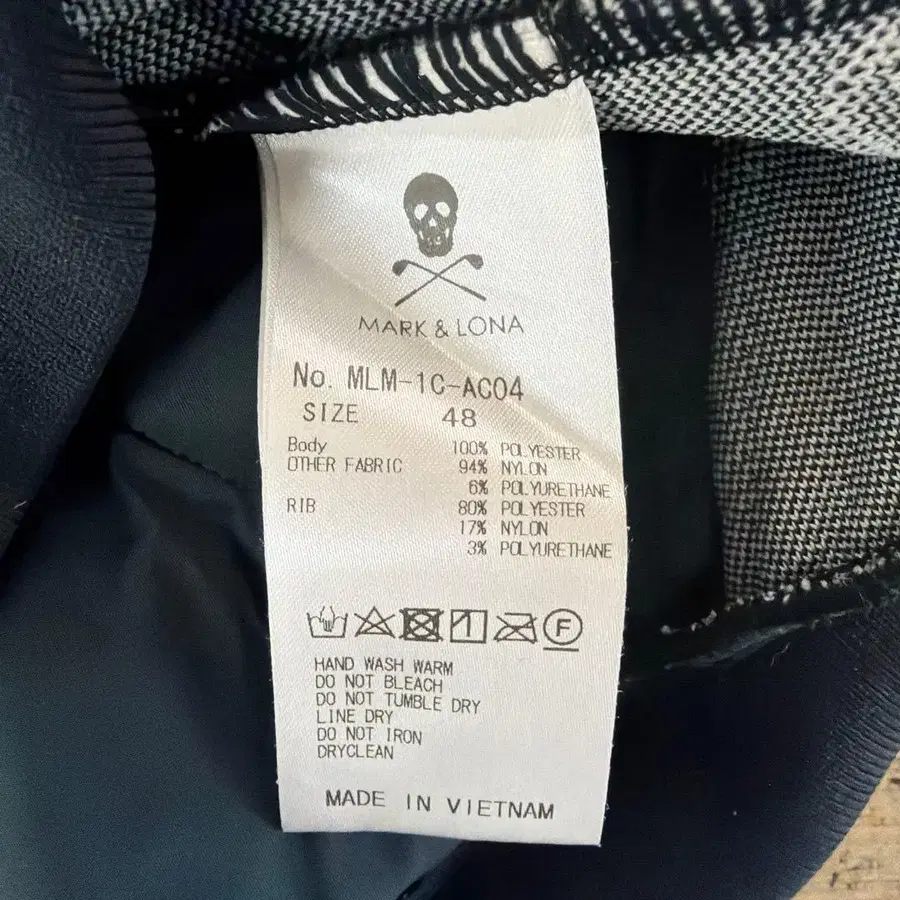 MARK & LONA
No. MLM-1C-AC04
SIZE 48
Body 100% POLYESTER
OTHER FABRIC 94% NYLON
6% POLYURETHANE
RIB 80% POLYESTER
17% NYLON
3% POLYURETHANE
F
HAND WASH WARM
DO NOT BLEACH
DO NOT TUMBLE DRY
LINE DRY
DO NOT IRON
DRYCLEAN
MADE IN VIETNAM